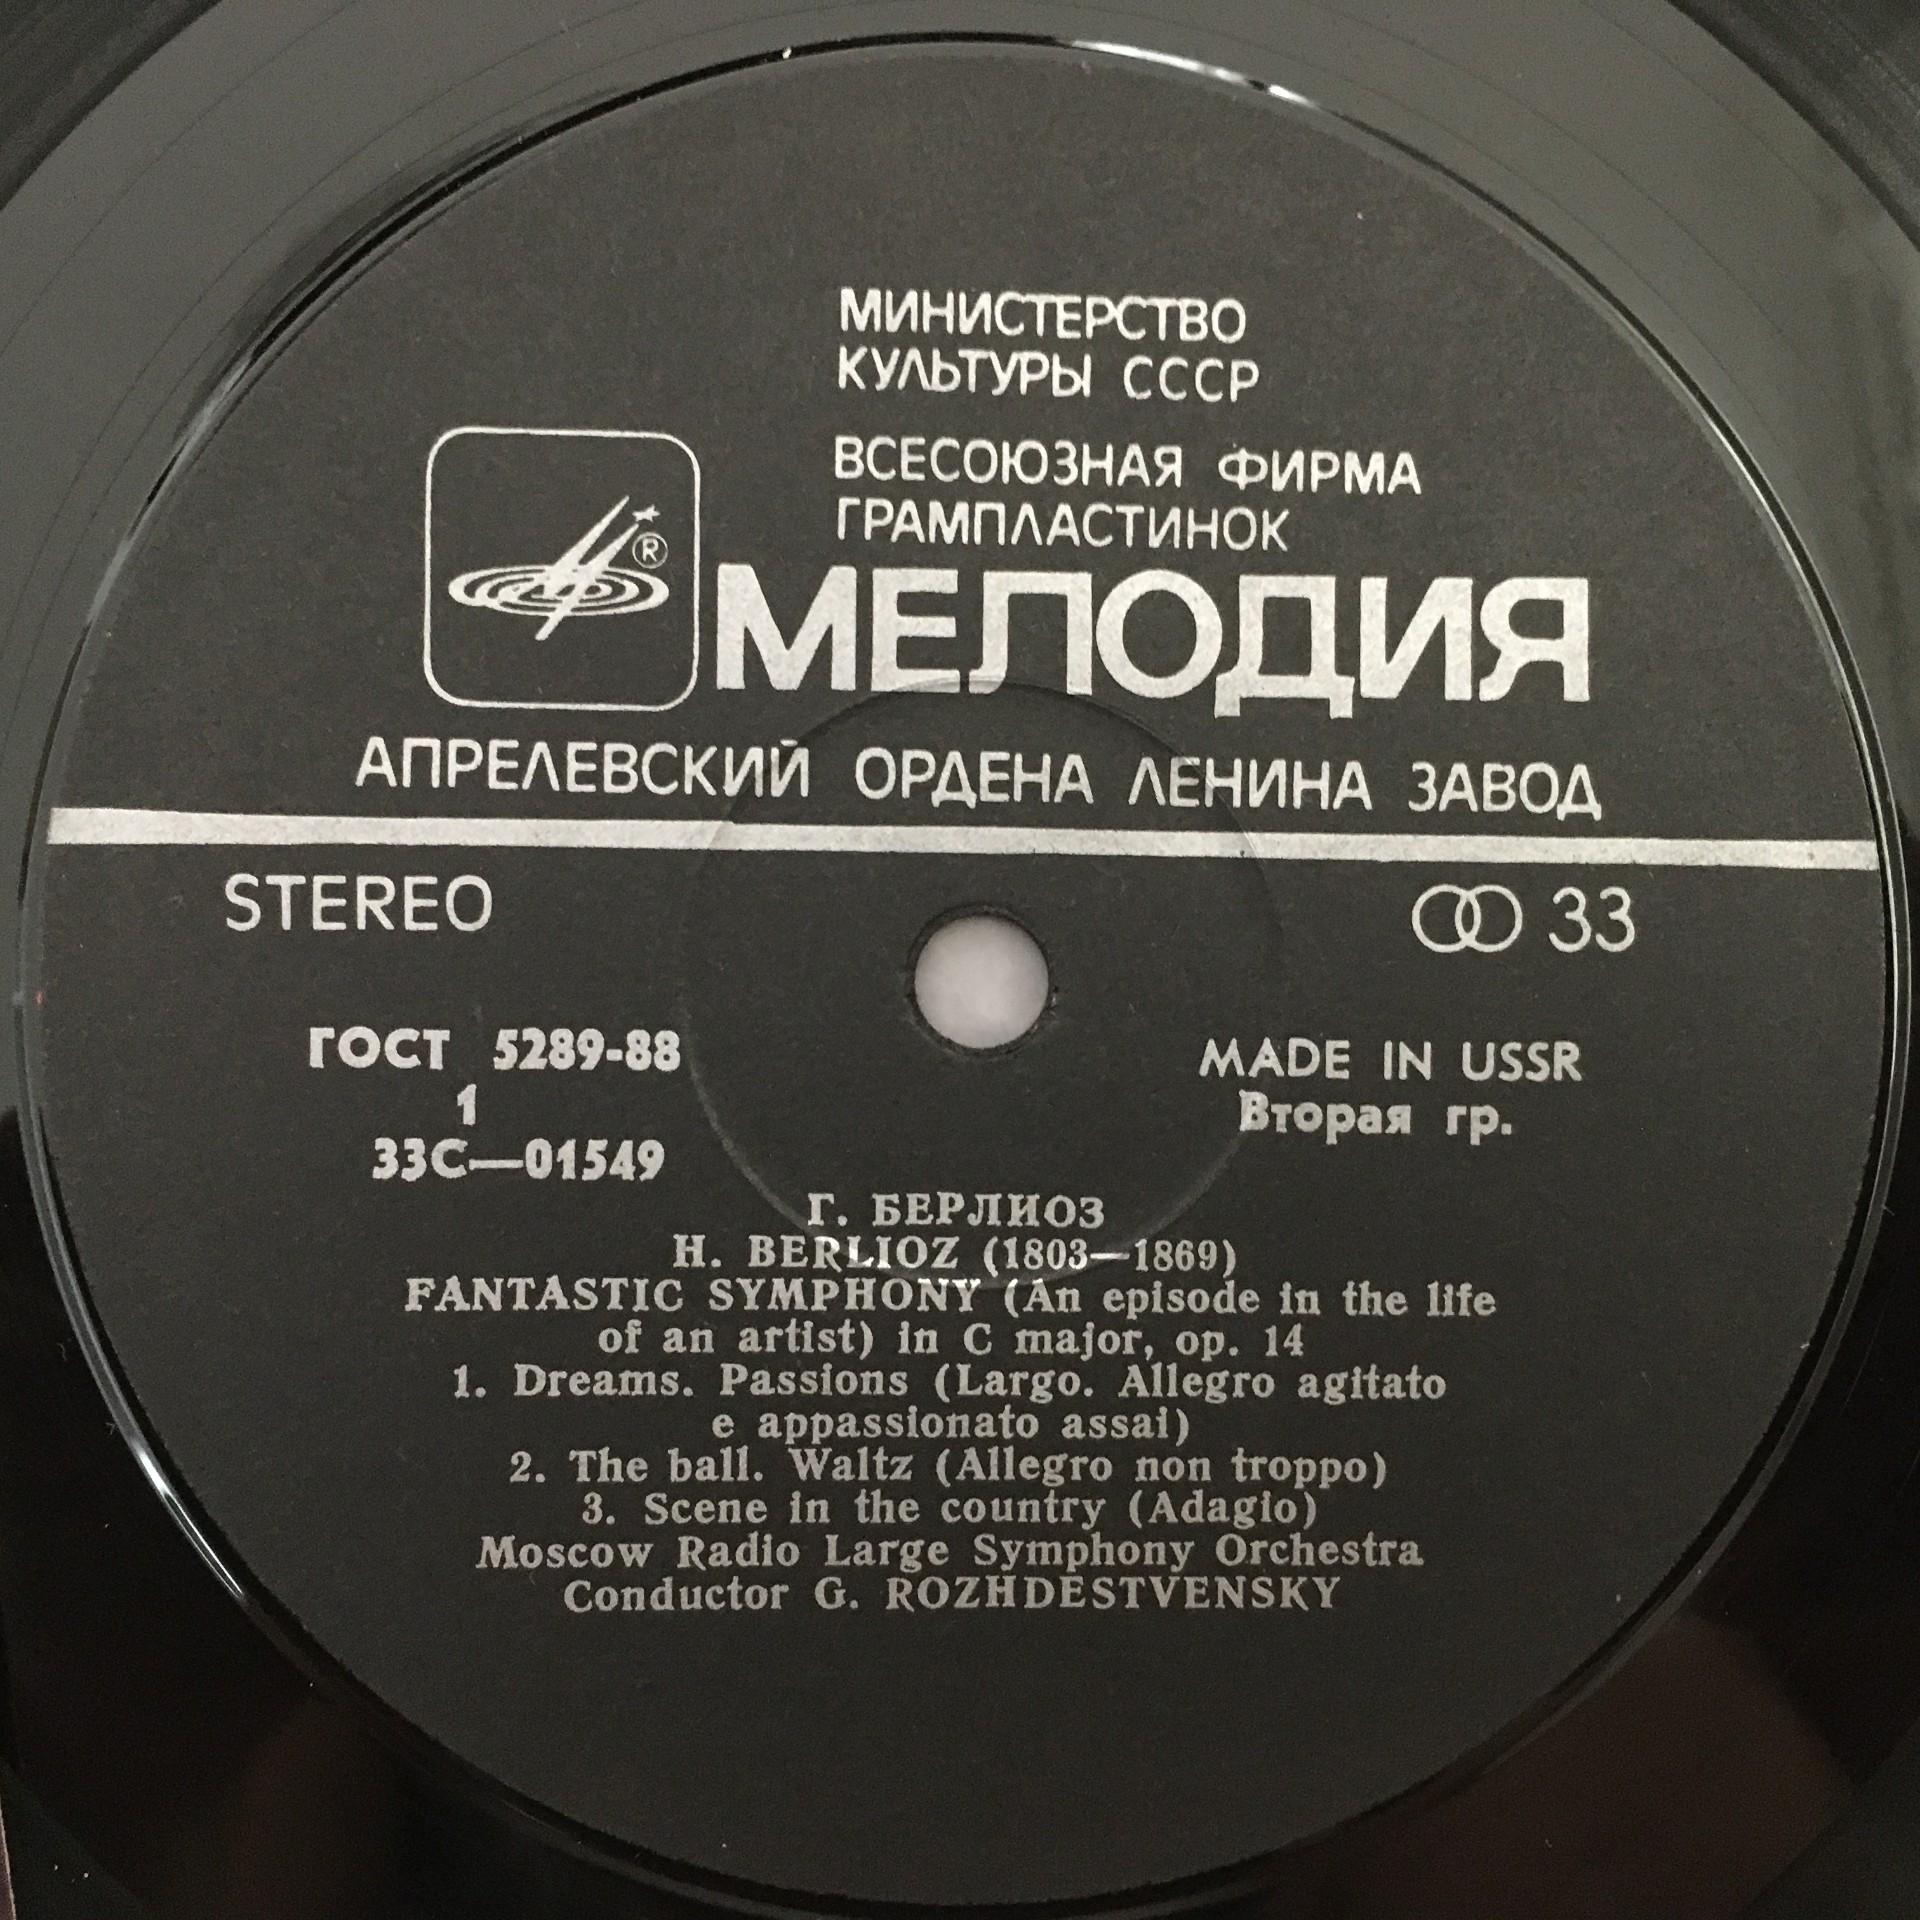 МИНИСТЕРСТВО
КУЛЬТУРЫ СССР
ВСЕСОЮЗНАЯ ФИРМА
ГРАМПЛАСТИНОК
®
МЕЛОДИЯ
АПРЕЛЕВСКИЙ ОРДЕНА ЛЕНИНА ЗАВОД
STEREO
33
ГОСТ 5289-88
1
33С—01549
MADE IN USSR
Вторая гр.
Г. БЕРЛИОЗ
H. BERLIOZ (1803—1869)
FANTASTIC SYMPHONY (An episode in the life
of an artist) in C major, op. 14
1. Dreams. Passions (Largo. Allegro agitato
e appassionato assai)
2. The ball. Waltz (Allegro non troppo)
3. Scene in the country (Adagio)
Moscow Radio Large Symphony Orchestra
Conductor G. ROZHDESTVENSKY